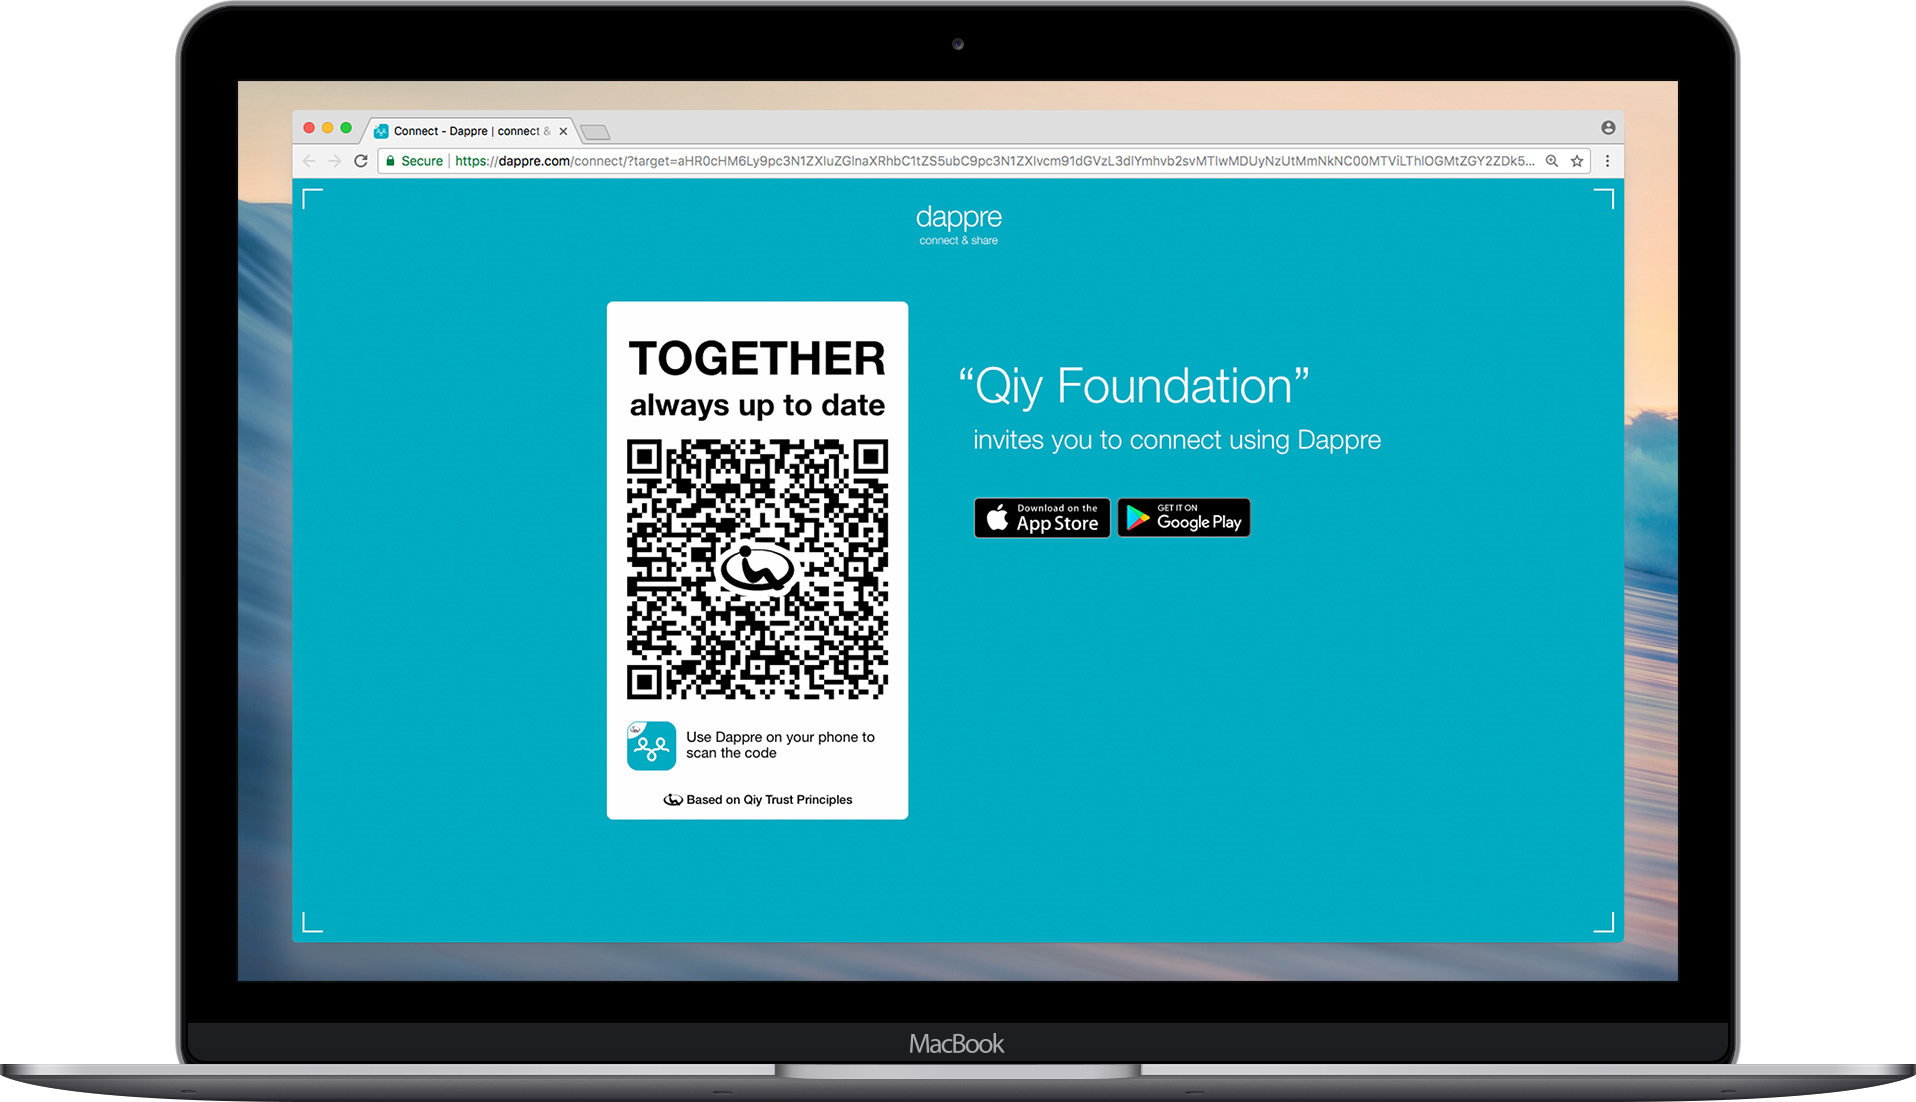 Connect - Dappre | connect &
Secure | https://dappre.com/connect/?target=aHR0cHM6Ly9pc3N1ZXIuZGlnaXRhbC1tZS5ubC9pc3N1ZXIvcm91dGVzL3dlYmhvb2svMTIwMDUyNzUtMmNkNC00MTViLThlOGMtZGY2ZDk5...
dappre
connect & share
TOGETHER
always up to date
Use Dappre on your phone to
scan the code
Based on Qiy Trust Principles
“Qiy Foundation”
invites you to connect using Dappre
Download on the
App Store
GET IT ON
Google Play
MacBook